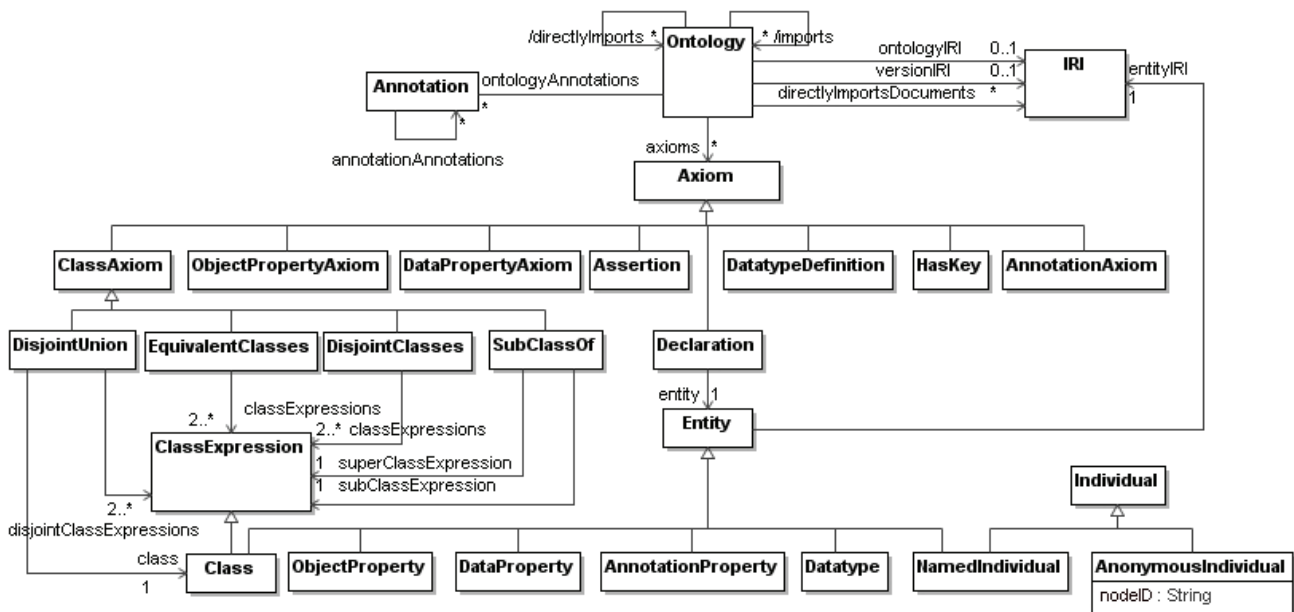 /directlyImports * Ontology * /imports
ontologyIRI 0..1
IRI
entityIRI
versionIRI 0..1
Annotation
ontologyAnnotations
directlyImportsDocuments *
1
*
*
annotationAnnotations
axioms *
Axiom
ClassAxiom
ObjectPropertyAxiom
DataPropertyAxiom
Assertion
DatatypeDefinition
HasKey
AnnotationAxiom
DisjointUnion
EquivalentClasses
DisjointClasses
SubClassOf
Declaration
entity 1
classExpressions
2..*
2..* classExpressions
Entity
ClassExpression
1 superClassExpression
1 subClassExpression
Individual
2..*
disjointClassExpressions
class
1
Class
ObjectProperty
DataProperty
AnnotationProperty
Datatype
NamedIndividual
AnonymousIndividual
nodeID : String